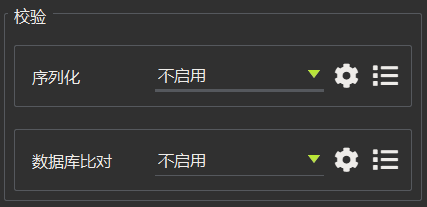 校验
序列化 不启用
数据库比对 不启用